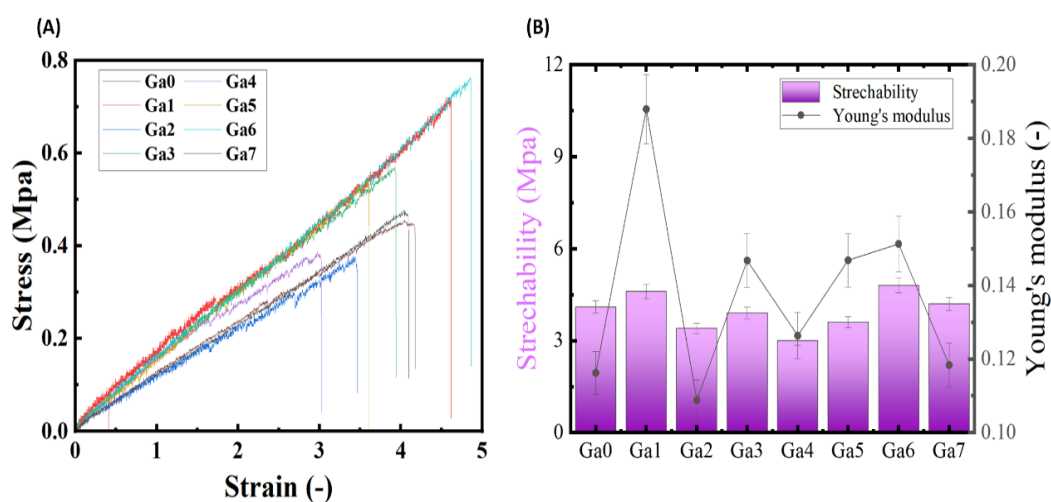 (A)
(B)
0.8
0.6
0.4
0.2
0.0
0
1
2
3
4
5
Stress (Mpa)
Strain (-)
Ga0
Ga1
Ga2
Ga3
Ga4
Ga5
Ga6
Ga7
12
9
6
3
0
Strechability (Mpa)
Strechability
Young's modulus
0.20
0.18
0.16
0.14
0.12
0.10
Young's modulus (-)
Ga0 Ga1 Ga2 Ga3 Ga4 Ga5 Ga6 Ga7